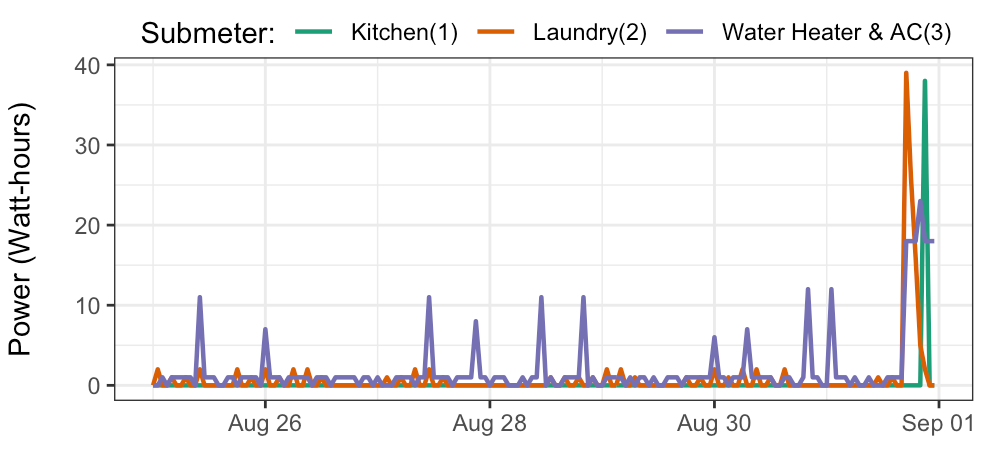 Submeter: Kitchen(1) Laundry(2) Water Heater & AC(3)
Power (Watt-hours)
40
30
20
10
0
Aug 26 Aug 28 Aug 30 Sep 01